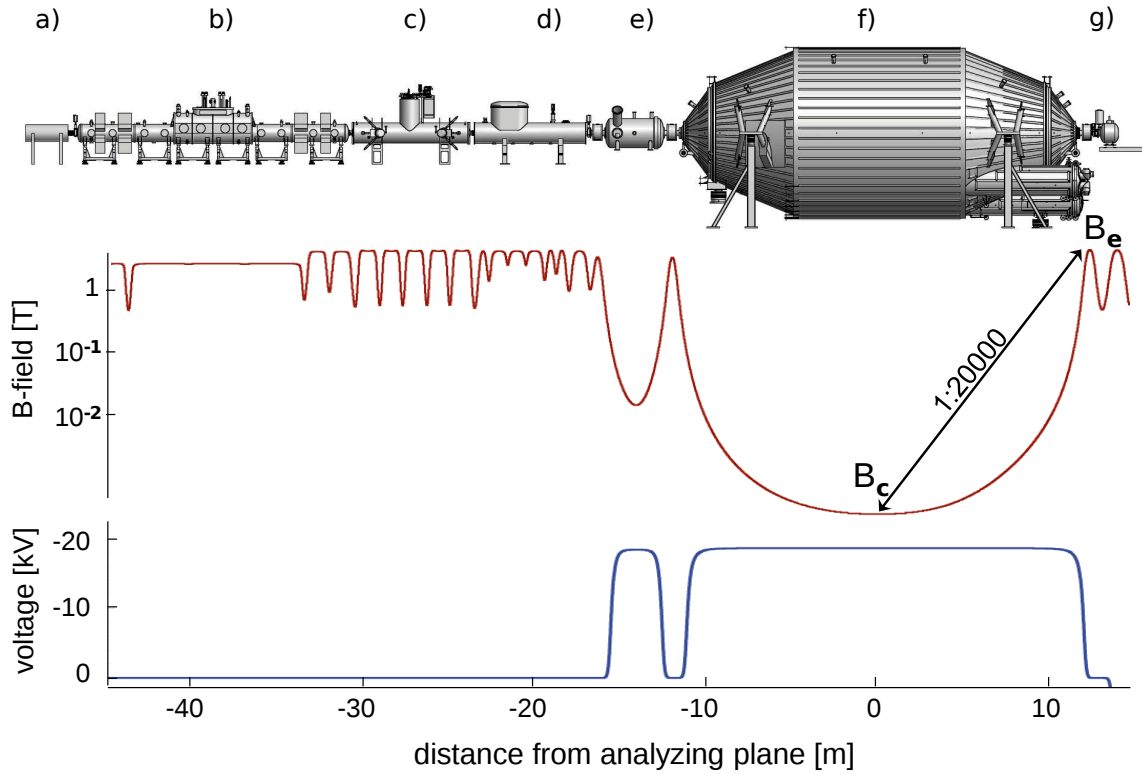 a) b) c) d) e) f) g)
B-field [T]
1
10-1
10-2
Be
1:20000
Bc
voltage [kV]
-20
-10
0
-40 -30 -20 -10 0 10
distance from analyzing plane [m]